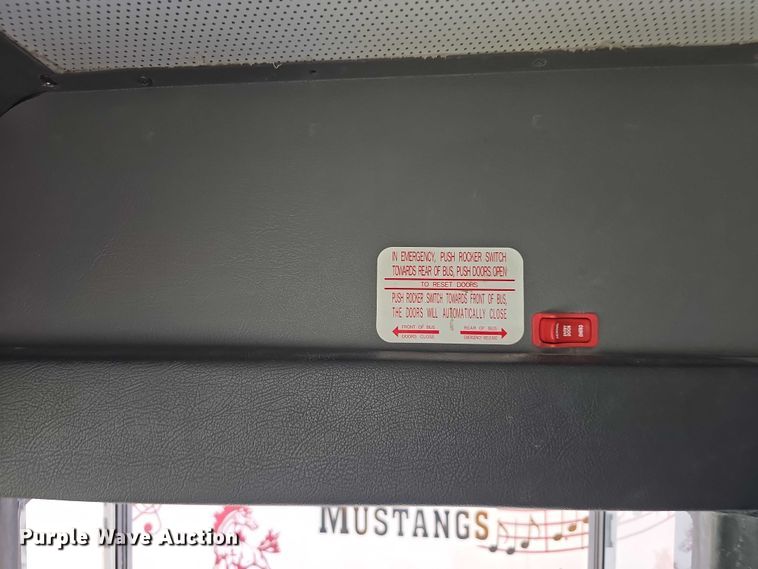 IN EMERGENCY, PUSH ROCKER SWITCH
TOWARDS REAR OF BUS, PUSH DOORS OPEN
TO RESET DOORS
PUSH ROCKER SWITCH TOWARDS FRONT OF BUS,
THE DOORS WILL AUTOMATICALLY CLOSE
FRONT OF BUS
DOORS CLOSE
REAR OF BUS
EMERGENCY RELEASE
MUSTANGS
Purple Wave Auction